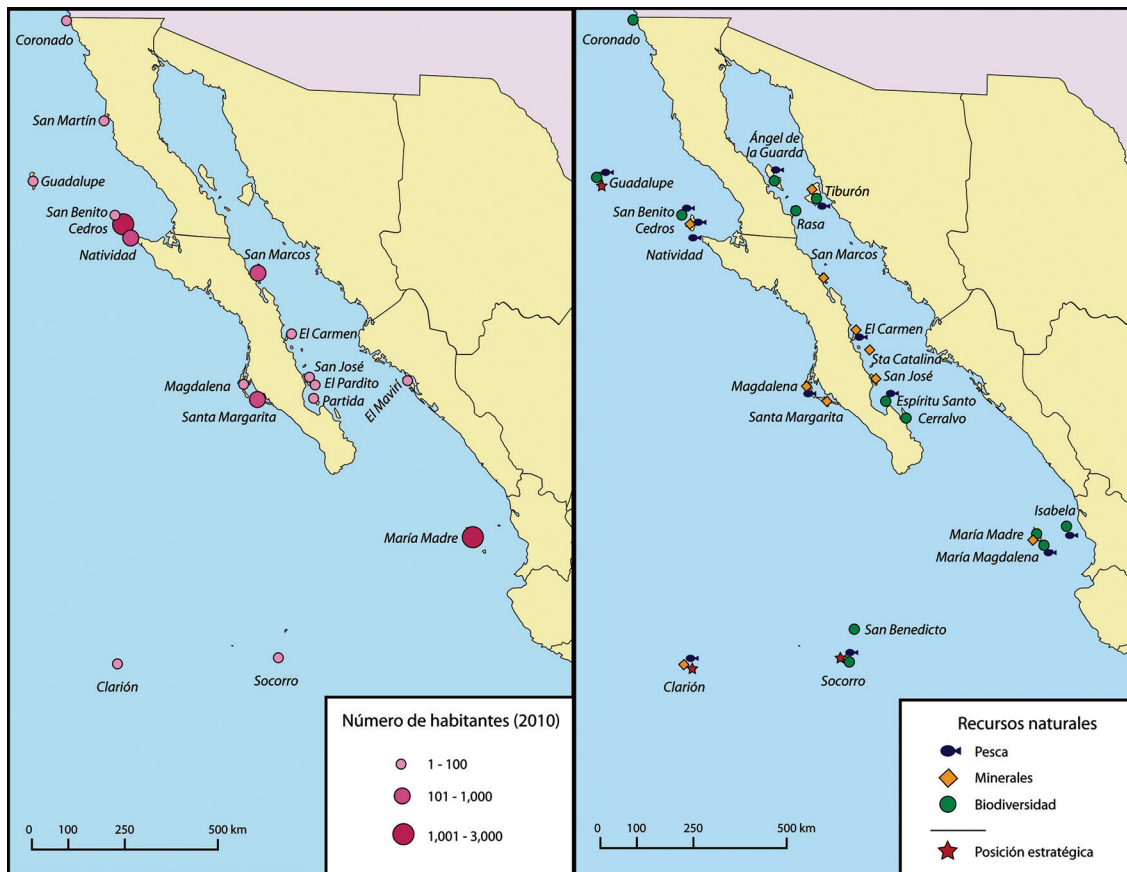 Coronado
San Martín
Guadalupe
San Benito
Cedros
Natividad
San Marcos
El Carmen
San José
El Pardito
Partida
El Maviri
Magdalena
Santa Margarita
María Madre
Clarión
Socorro
Número de habitantes (2010)
1 - 100
101 - 1,000
1,001 - 3,000
0 100 250 500 km
Coronado
Ángel de
la Guarda
Guadalupe
Tiburón
San Benito
Cedros
Rasa
Natividad
San Marcos
El Carmen
Sta Catalina
San José
Magdalena
Espíritu Santo
Santa Margarita
Cerralvo
Isabela
María Madre
María Magdalena
San Benedicto
Clarión
Socorro
Recursos naturales
Pesca
Minerales
Biodiversidad
Posición estratégica
0 100 250 500 km